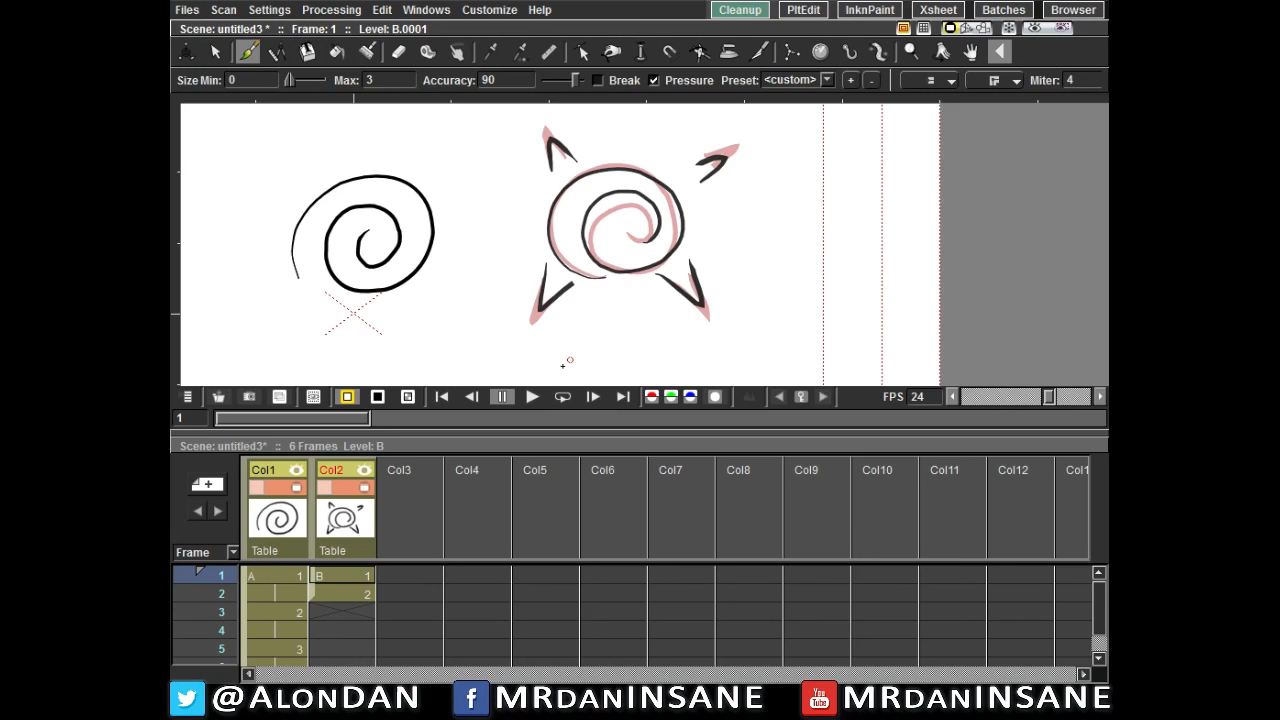 Files Scan Settings Processing Edit Windows Customize Help Cleanup PltEdit InknPaint Xsheet Batches Browser
Scene: untitled3* :: Frame: 1 :: Level: B.0001
Size Min: 0 Max: 3 Accuracy: 90 Break Pressure Preset: <custom> + - Miter: 4
FPS 24
1
Scene: untitled3* :: 6 Frames Level: B
Col1 Col2 Col3 Col4 Col5 Col6 Col7 Col8 Col9 Col10 Col11 Col12 Col1
Frame Table Table
1 A 1 B 1
2 2
3 2
4
5 3
@AlonDAN MRdanINSANE You Tube MRdanINSANE